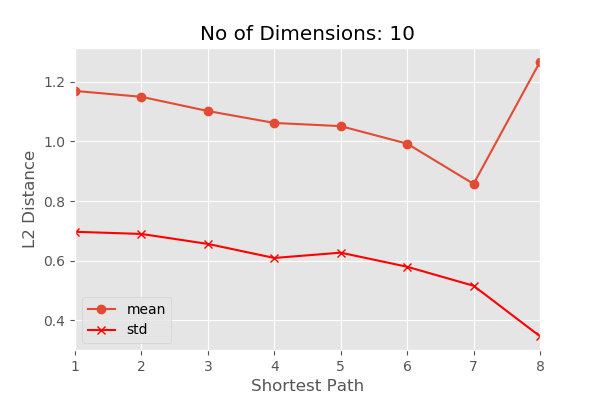 No of Dimensions: 10
L2 Distance
1.2
1.0
0.8
0.6
0.4
mean
std
1 2 3 4 5 6 7 8
Shortest Path